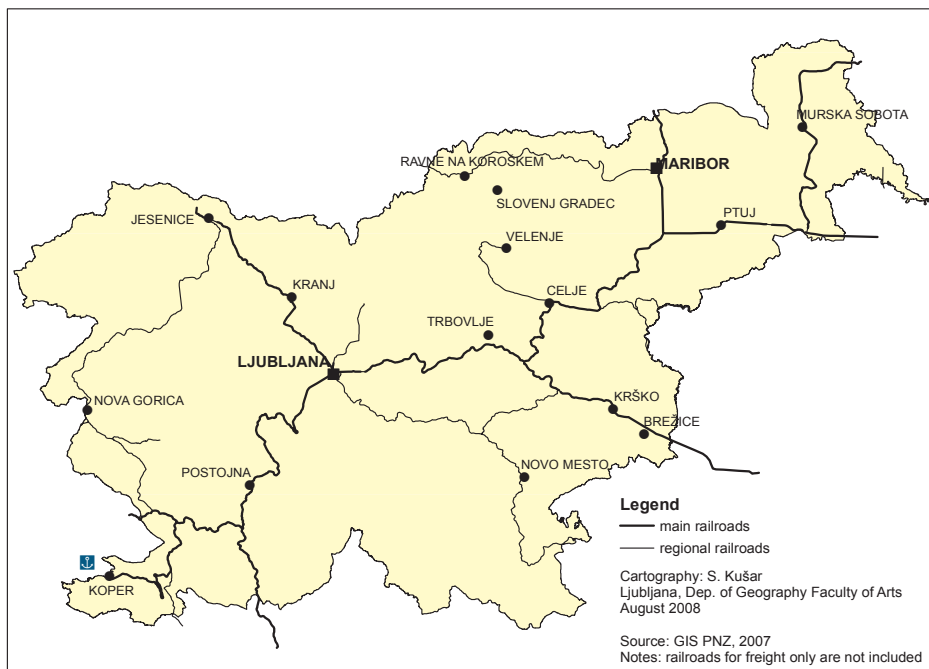 MURSKA SOBOTA
RAVNE NA KOROŠKEM
MARIBOR
SLOVENJ GRADEC
JESENICE
PTUJ
VELENJE
KRANJ
CELJE
TRBOVLJE
LJUBLJANA
KRŠKO
NOVA GORICA
BREŽICE
POSTOJNA
NOVO MESTO
KOPER
Legend
main railroads
regional railroads
Cartography: S. Kušar
Ljubljana, Dep. of Geography Faculty of Arts
August 2008
Source: GIS PNZ, 2007
Notes: railroads for freight only are not included